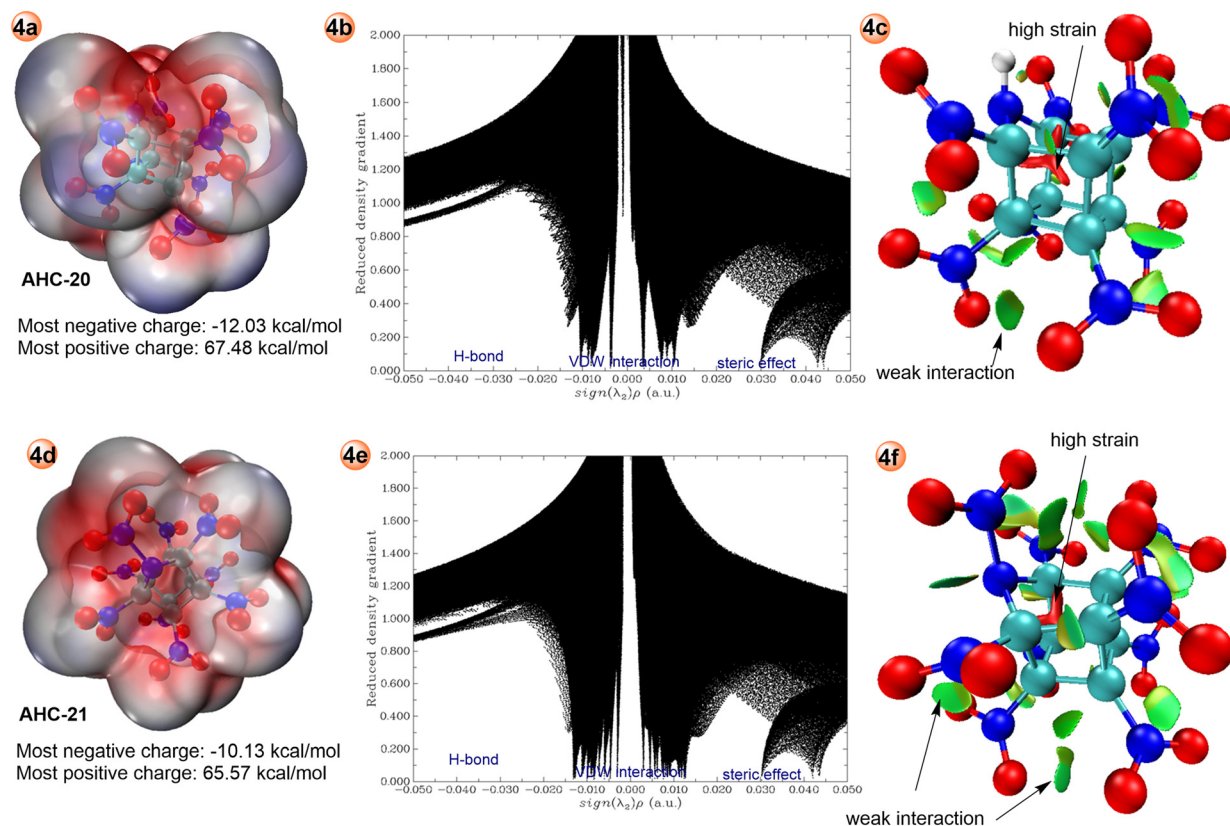 4a
AHC-20
Most negative charge: -12.03 kcal/mol
Most positive charge: 67.48 kcal/mol
4b
Reduced density gradient
2.000
1.800
1.600
1.400
1.200
1.000
0.800
0.600
0.400
0.200
0.000
H-bond
VDW interaction
steric effect
−0.050 −0.040 −0.030 −0.020 −0.010 0.000 0.010 0.020 0.030 0.040 0.050
sign(λ₂)ρ (a.u.)
4c
high strain
weak interaction
4d
AHC-21
Most negative charge: -10.13 kcal/mol
Most positive charge: 65.57 kcal/mol
4e
Reduced density gradient
2.000
1.800
1.600
1.400
1.200
1.000
0.800
0.600
0.400
0.200
0.000
H-bond
VDW interaction
steric effect
−0.050 −0.040 −0.030 −0.020 −0.010 0.000 0.010 0.020 0.030 0.040 0.050
sign(λ₂)ρ (a.u.)
4f
high strain
weak interaction